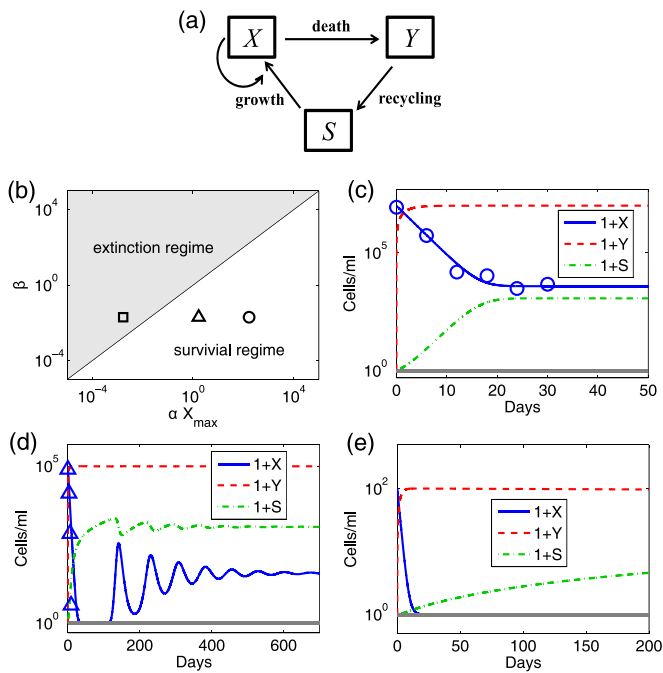 (a)
X
death
Y
growth
recycling
S
(b)
10^4
10^0
10^-4
β
extinction regime
survivial regime
10^-4
10^0
10^4
α X_max
(c)
10^5
10^0
Cells/ml
1+X
1+Y
1+S
0
10
20
30
40
50
Days
(d)
10^5
10^0
Cells/ml
1+X
1+Y
1+S
0
200
400
600
Days
(e)
10^2
10^0
Cells/ml
1+X
1+Y
1+S
0
50
100
150
200
Days